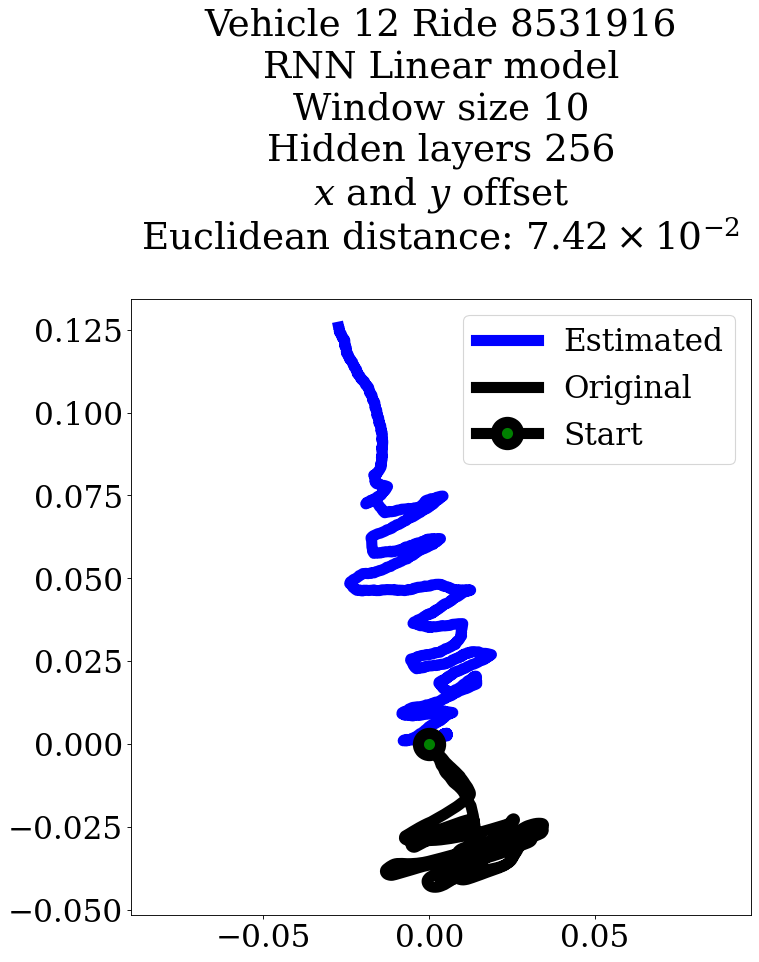 Vehicle 12 Ride 8531916
RNN Linear model
Window size 10
Hidden layers 256
x and y offset
Euclidean distance: 7.42 × 10⁻²
Estimated
Original
Start
0.125
0.100
0.075
0.050
0.025
0.000
−0.025
−0.050
−0.05 0.00 0.05